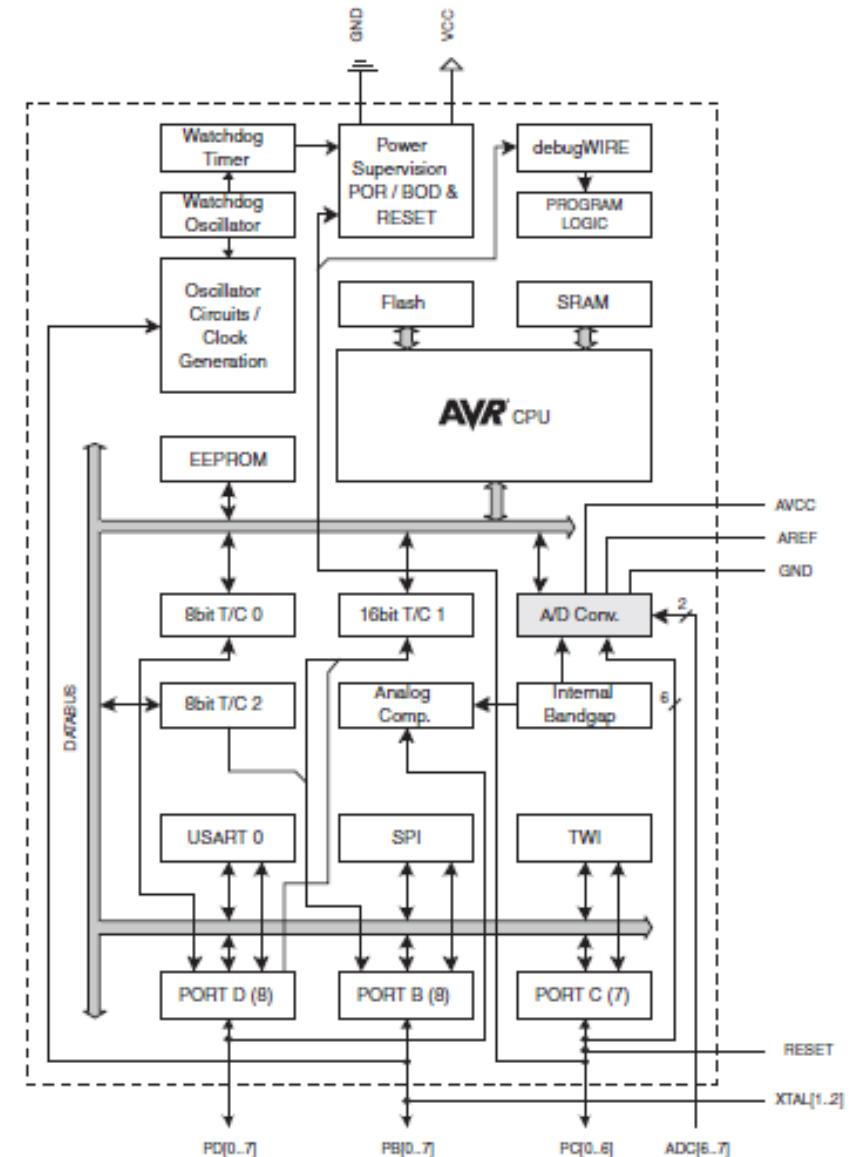 GND
VCC
Watchdog
Timer
Power
Supervision
POR / BOD &
RESET
debugWIRE
Watchdog
Oscillator
PROGRAM
LOGIC
Oscillator
Circuits /
Clock
Generation
Flash
SRAM
AVR CPU
EEPROM
AVCC
AREF
GND
8bit T/C 0
16bit T/C 1
A/D Conv.
2
DATABUS
8bit T/C 2
Analog
Comp.
Internal
Bandgap
6
USART 0
SPI
TWI
PORT D (8)
PORT B (8)
PORT C (7)
RESET
XTAL[1..2]
PD[0..7]
PB[0..7]
PC[0..6]
ADC[6..7]